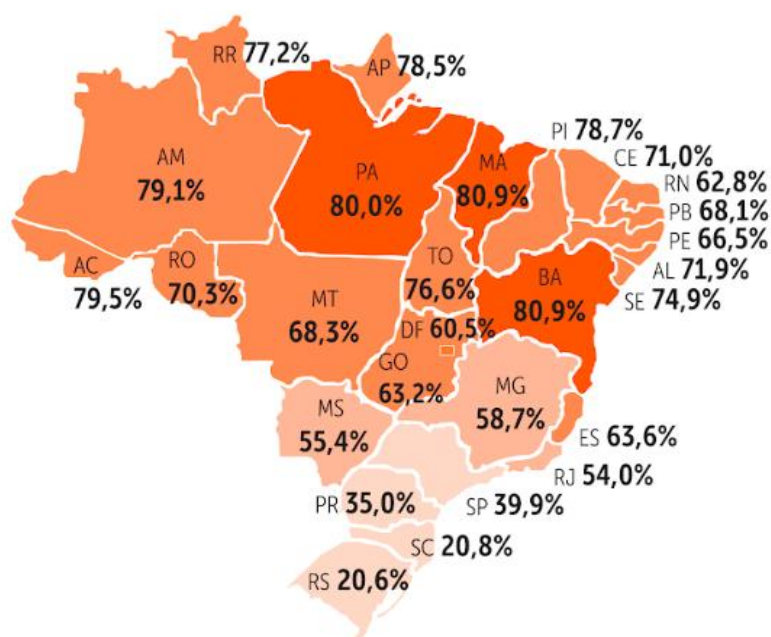 RR 77,2%
AP 78,5%
PI 78,7%
CE 71,0%
AM
79,1%
PA
80,0%
MA
80,9%
RN 62,8%
PB 68,1%
PE 66,5%
AC
79,5%
RO
70,3%
TO
76,6%
BA
80,9%
AL 71,9%
SE 74,9%
MT
68,3%
DF 60,5%
GO
63,2%
MG
58,7%
MS
55,4%
ES 63,6%
RJ 54,0%
PR 35,0%
SP 39,9%
SC 20,8%
RS 20,6%